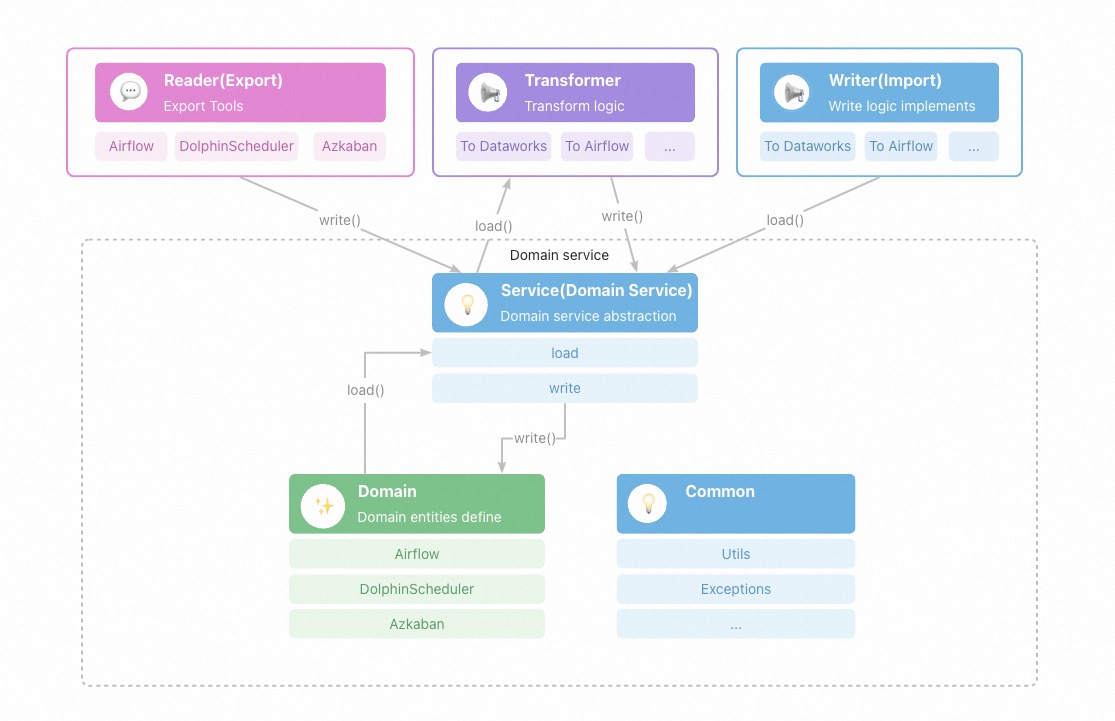 Reader(Export)
Export Tools
Airflow
DolphinScheduler
Azkaban
Transformer
Transform logic
To Dataworks
To Airflow
...
Writer(Import)
Write logic implements
To Dataworks
To Airflow
...
write()
load()
write()
load()
Domain service
Service(Domain Service)
Domain service abstraction
load
write
load()
write()
Domain
Domain entities define
Airflow
DolphinScheduler
Azkaban
Common
Utils
Exceptions
...